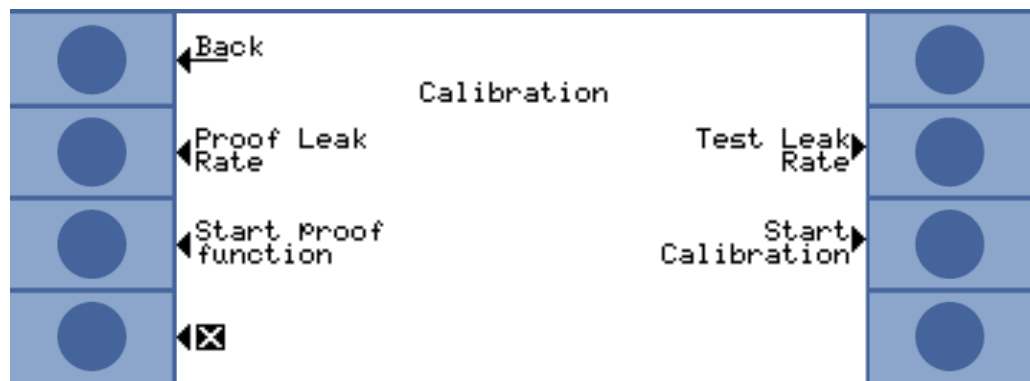 Back
Calibration
Proof Leak
Rate
Test Leak
Rate
Start Proof
function
Start
Calibration